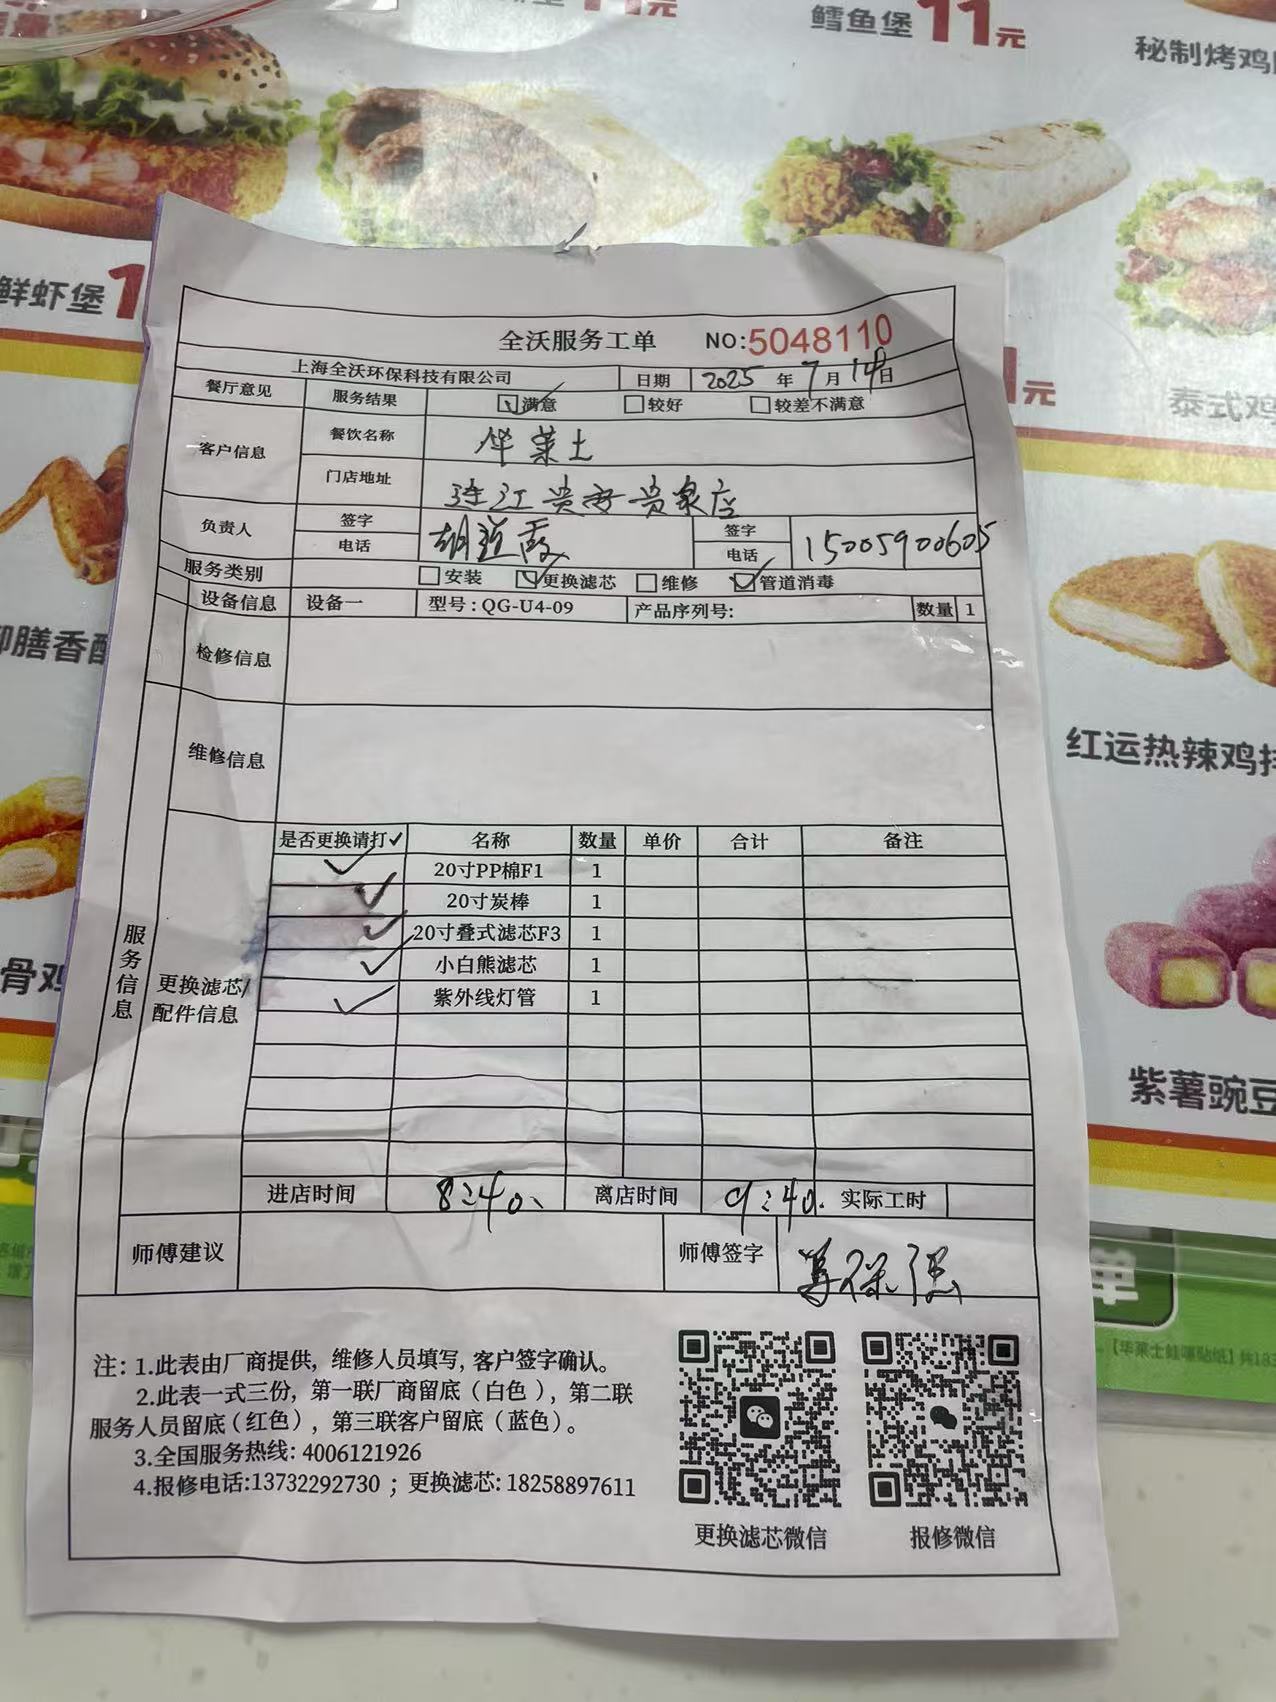 鳕鱼堡11元
秘制烤鸡
鲜虾堡1
元
泰式鸡
柳膳香酥
红运热辣鸡排
骨鸡
紫薯豌豆
单
全沃服务工单 NO:5048110
上海全沃环保科技有限公司 日期 2025 年 7 月 14 日
餐厅意见 服务结果 ☑满意 □较好 □较差不满意
客户信息 餐饮名称 华莱士
门店地址 连江贵安贵泉店
负责人 签字 签字
电话 电话 15005900605
服务类别 □安装 ☑更换滤芯 □维修 ☑管道消毒
设备信息 设备一 型号:QG-U4-09 产品序列号: 数量 1
检修信息
维修信息
服务信息
更换滤芯/配件信息
是否更换请打✓ 名称 数量 单价 合计 备注
✓ 20寸PP棉F1 1
✓ 20寸炭棒 1
✓ 20寸叠式滤芯F3 1
✓ 小白熊滤芯 1
✓ 紫外线灯管 1
进店时间 8:40 离店时间 9:40 实际工时
师傅建议 师傅签字
注: 1.此表由厂商提供, 维修人员填写, 客户签字确认。
2.此表一式三份, 第一联厂商留底(白色), 第二联
服务人员留底(红色), 第三联客户留底(蓝色)。
3.全国服务热线: 4006121926
4.报修电话:13732292730 ; 更换滤芯: 18258897611
更换滤芯微信 报修微信